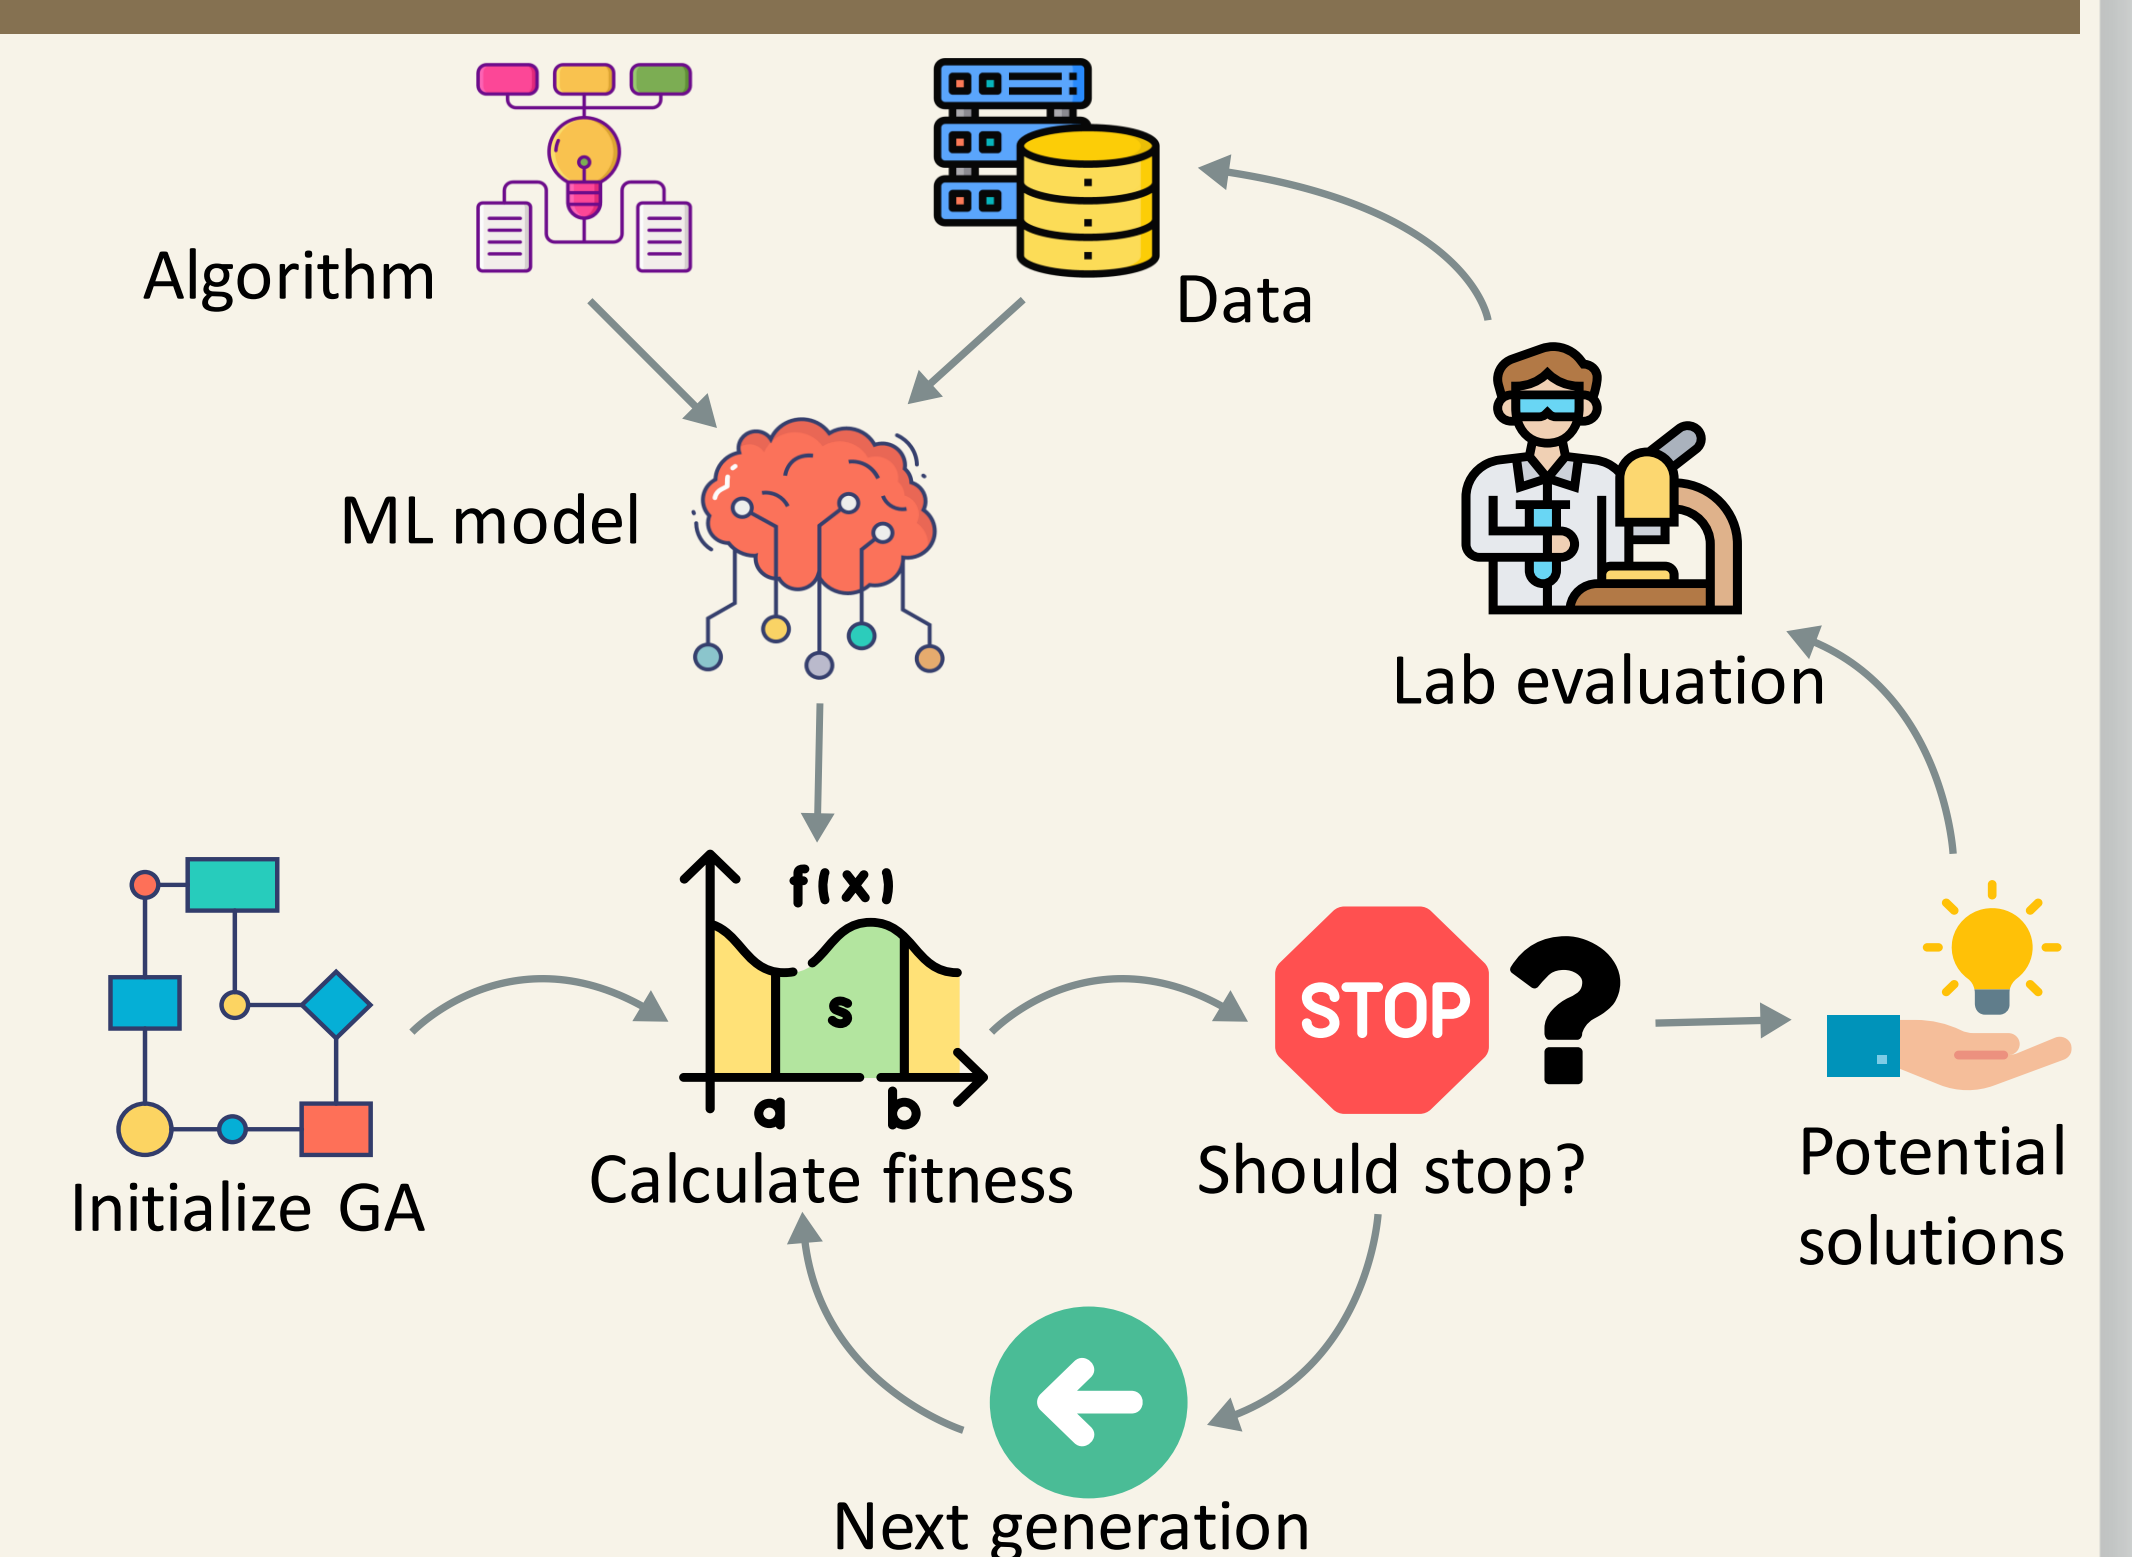 Algorithm
Data
ML model
Lab evaluation
f(x)
s
a
b
STOP
?
Initialize GA
Calculate fitness
Should stop?
Potential
solutions
Next generation